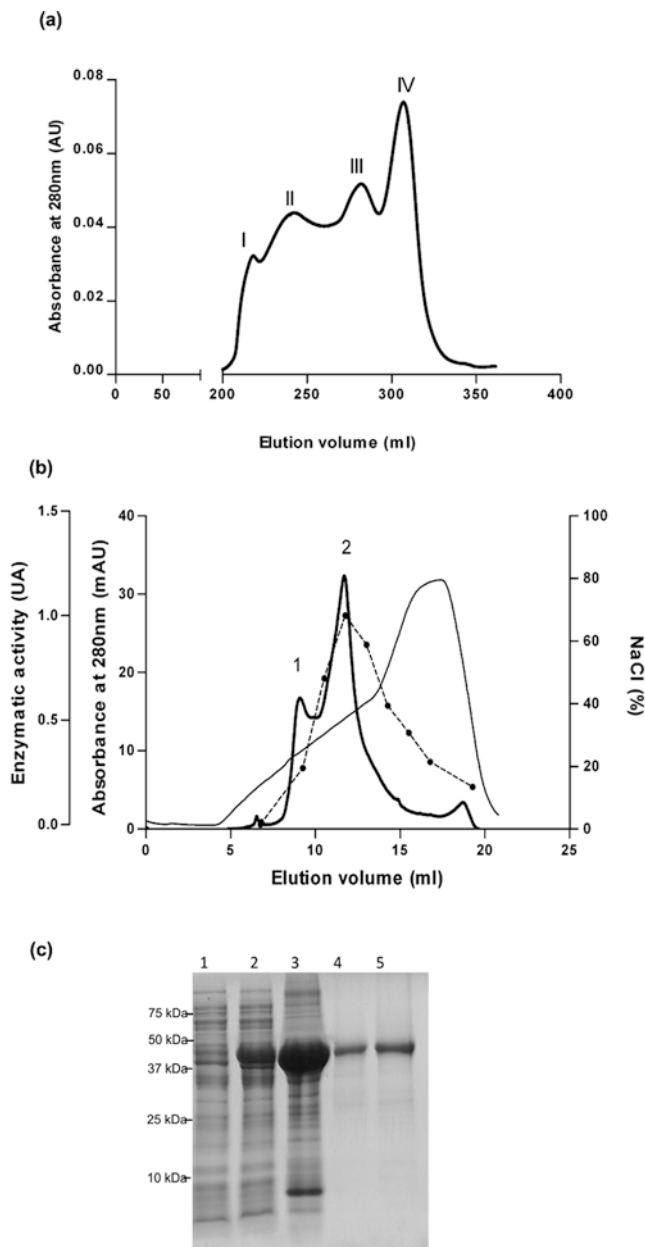 (a)
Absorbance at 280nm (AU)
0.08
0.06
0.04
0.02
0.00
I
II
III
IV
0 50 200 250 300 350 400
Elution volume (ml)
(b)
Enzymatic activity (UA)
1.5
1.0
0.5
0.0
Absorbance at 280nm (mAU)
40
30
20
10
0
1
2
100
80
60
40
20
0
NaCl (%)
0 5 10 15 20 25
Elution volume (ml)
(c)
1 2 3 4 5
75 kDa
50 kDa
37 kDa
25 kDa
10 kDa